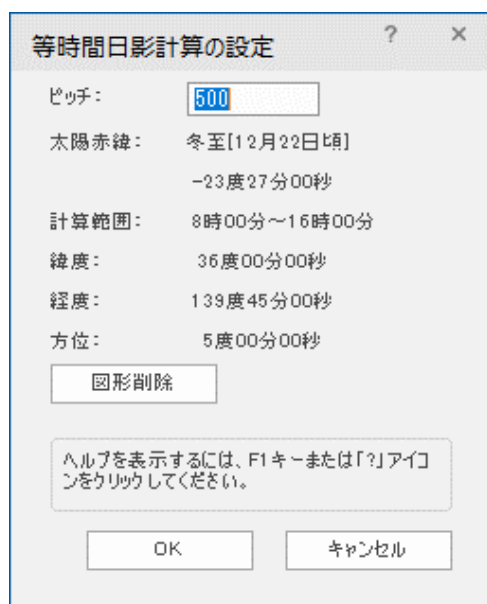 等時間日影計算の設定
? ×
ピッチ: 500
太陽赤緯: 冬至[12月22日頃]
-23度27分00秒
計算範囲: 8時00分~16時00分
緯度: 36度00分00秒
経度: 139度45分00秒
方位: 5度00分00秒
図形削除
ヘルプを表示するには、F1キーまたは「?」アイコ
ンをクリックしてください。
OK キャンセル